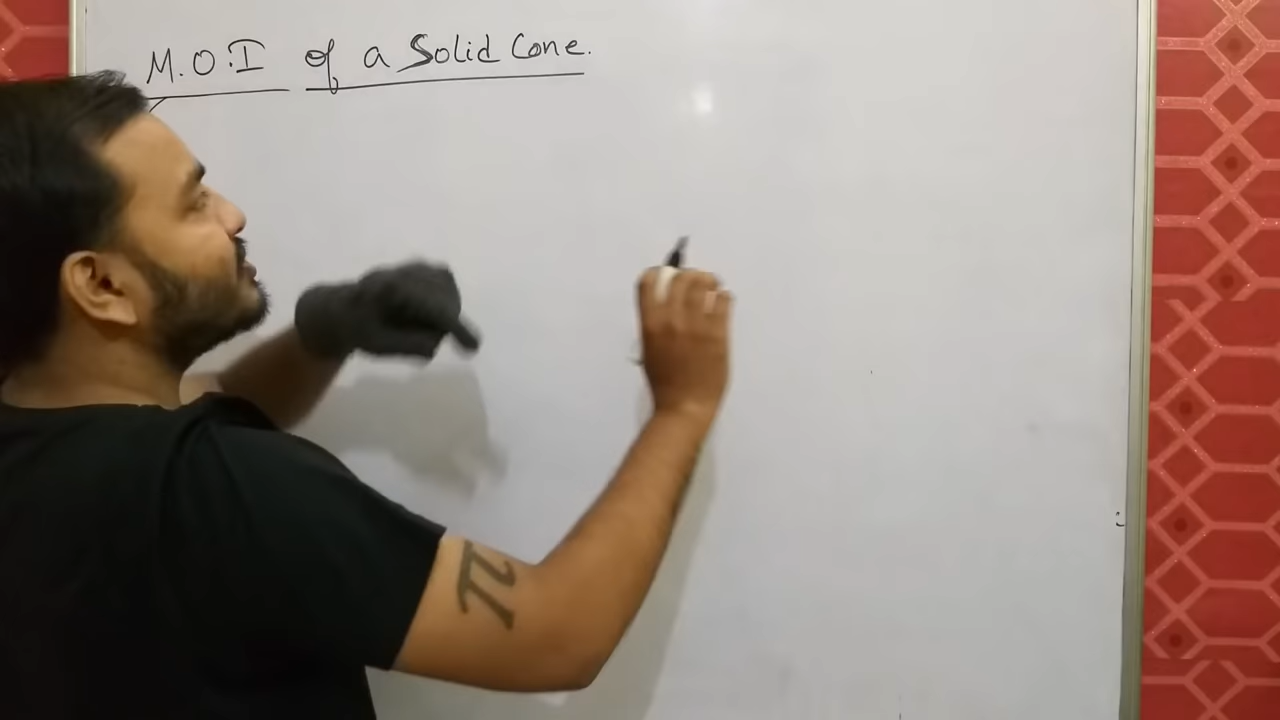 M.O.I of a Solid Cone.
π